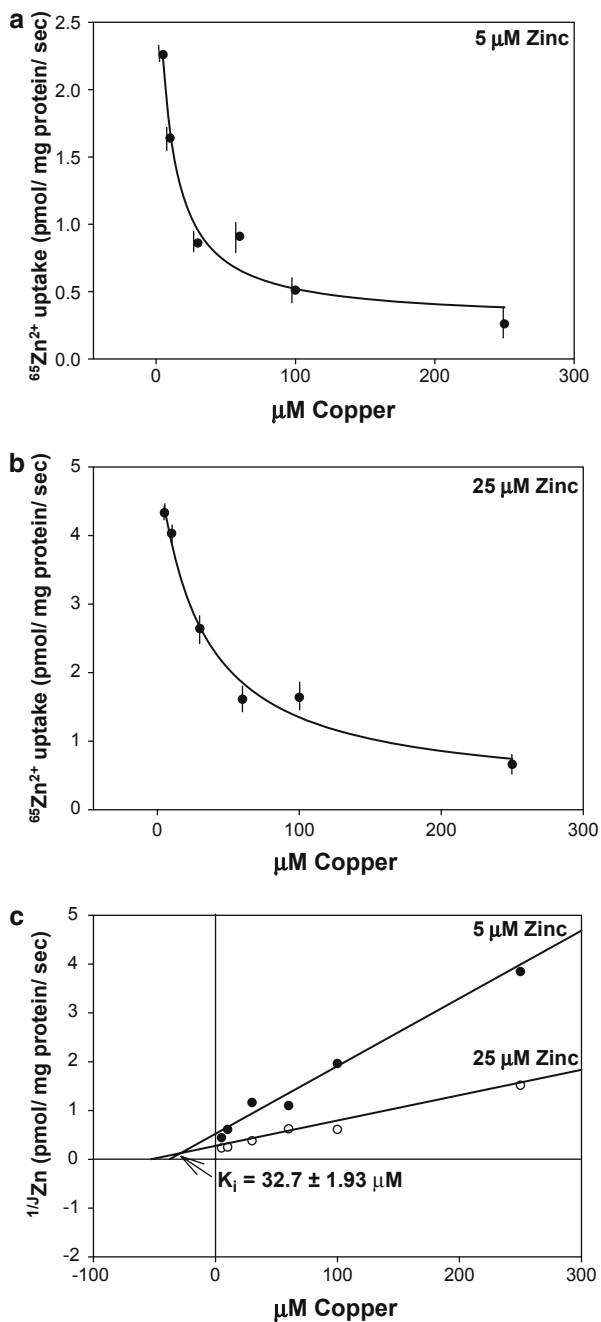 a
5 μM Zinc
2.5
2.0
1.5
1.0
0.5
0.0
⁶⁵Zn²⁺ uptake (pmol/ mg protein/ sec)
0 100 200 300
μM Copper
b
25 μM Zinc
5
4
3
2
1
0
⁶⁵Zn²⁺ uptake (pmol/ mg protein/ sec)
0 100 200 300
μM Copper
c
5 μM Zinc
25 μM Zinc
5
4
3
2
1
0
-1
-2
1/JZn (pmol/ mg protein/ sec)
Kᵢ = 32.7 ± 1.93 μM
-100 0 100 200 300
μM Copper